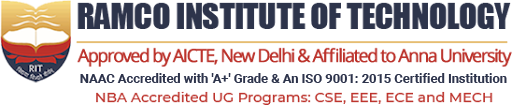 RAMCO INSTITUTE OF TECHNOLOGY
Approved by AICTE, New Delhi & Affiliated to Anna University
NAAC Accredited with 'A+' Grade & An ISO 9001: 2015 Certified Institution
NBA Accredited UG Programs: CSE, EEE, ECE and MECH
RIT